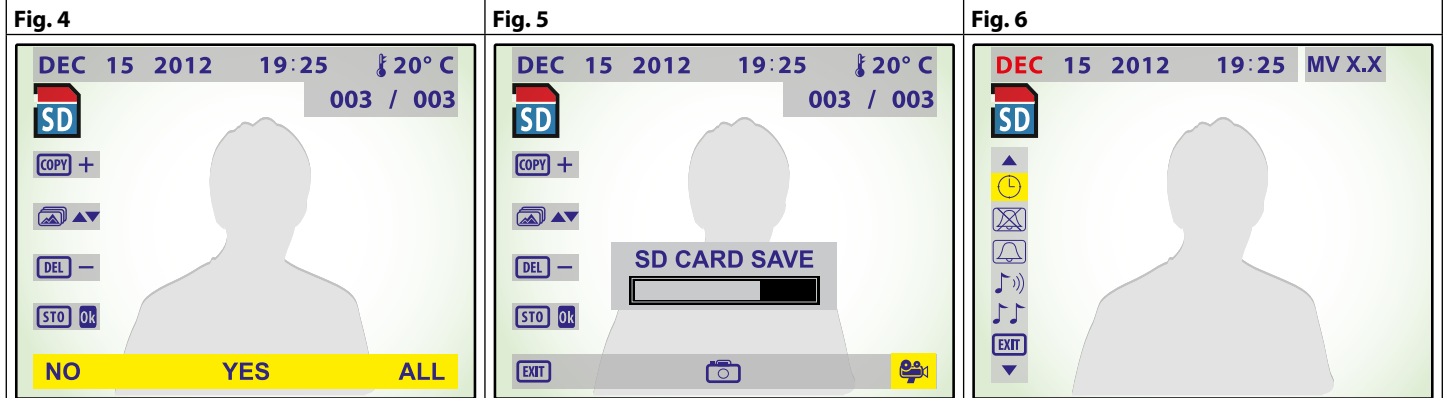 Fig. 4
DEC 15 2012 19:25 20° C
003 / 003
SD
COPY +
DEL −
STO Ok
NO YES ALL
Fig. 5
DEC 15 2012 19:25 20° C
003 / 003
SD
COPY +
DEL −
SD CARD SAVE
STO Ok
EXIT
Fig. 6
DEC 15 2012 19:25 MV X.X
SD
EXIT